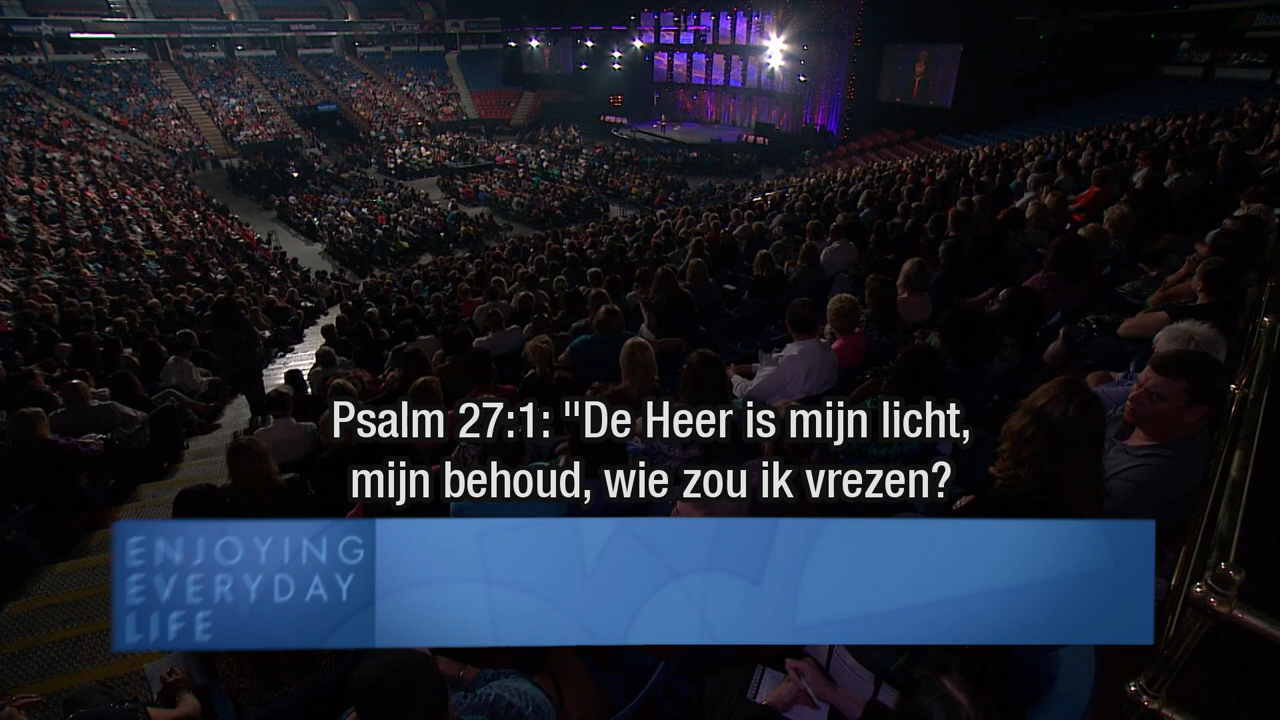 Psalm 27:1: "De Heer is mijn licht,
mijn behoud, wie zou ik vrezen?
ENJOYING
EVERYDAY
LIFE